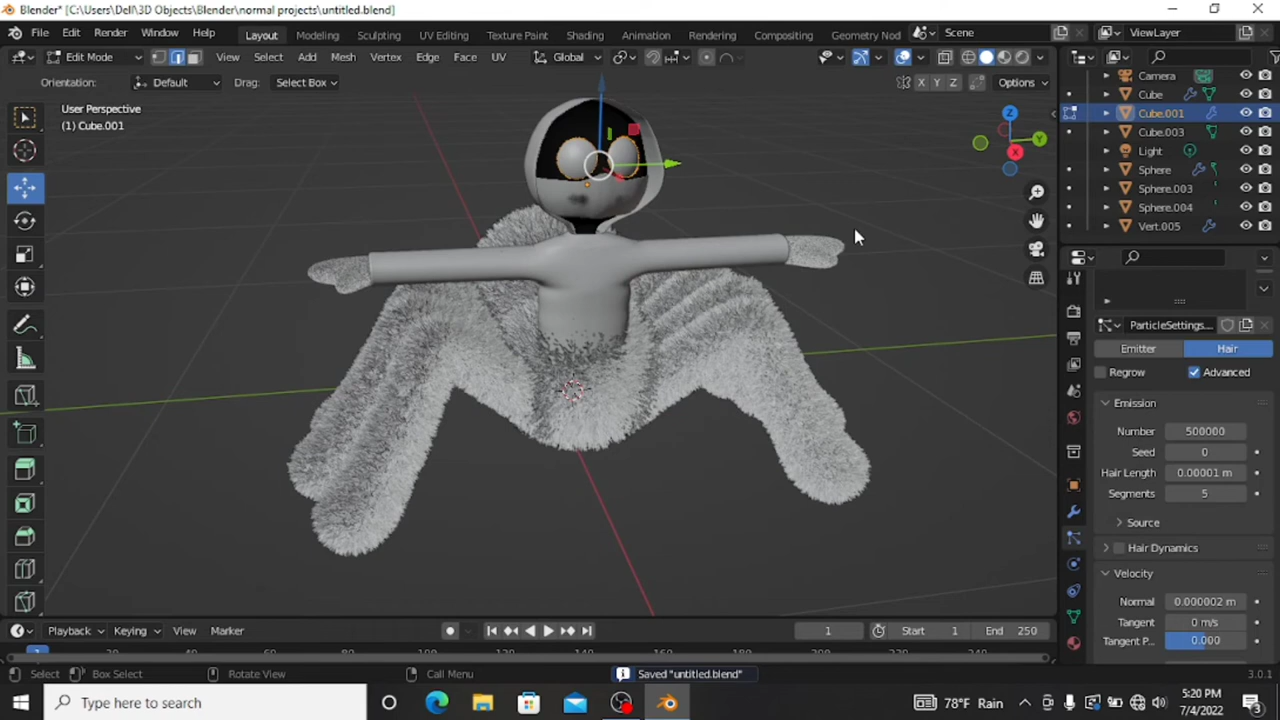 Blender* [C:\Users\Dell\3D Objects\Blender\normal projects\untitled.blend]
File Edit Render Window Help Layout Modeling Sculpting UV Editing Texture Paint Shading Animation Rendering Compositing Geometry Nod Scene ViewLayer
Edit Mode View Select Add Mesh Vertex Edge Face UV Global
Orientation: Default Drag: Select Box X Y Z Options
User Perspective
(1) Cube.001
Camera
Cube
Cube.001
Cube.003
Light
Sphere
Sphere.003
Sphere.004
Vert.005
Z
Y
X
ParticleSettings...
Emitter Hair
Regrow Advanced
Emission
Number 500000
Seed 0
Hair Length 0.00001 m
Segments 5
Source
Hair Dynamics
Velocity
Normal 0.000002 m
Tangent 0 m/s
Tangent P... 0.000
Playback Keying View Marker 1 Start 1 End 250
Select Box Select Rotate View Call Menu Saved "untitled.blend" 3.0.1
Type here to search 78°F Rain 5:20 PM
7/4/2022 3